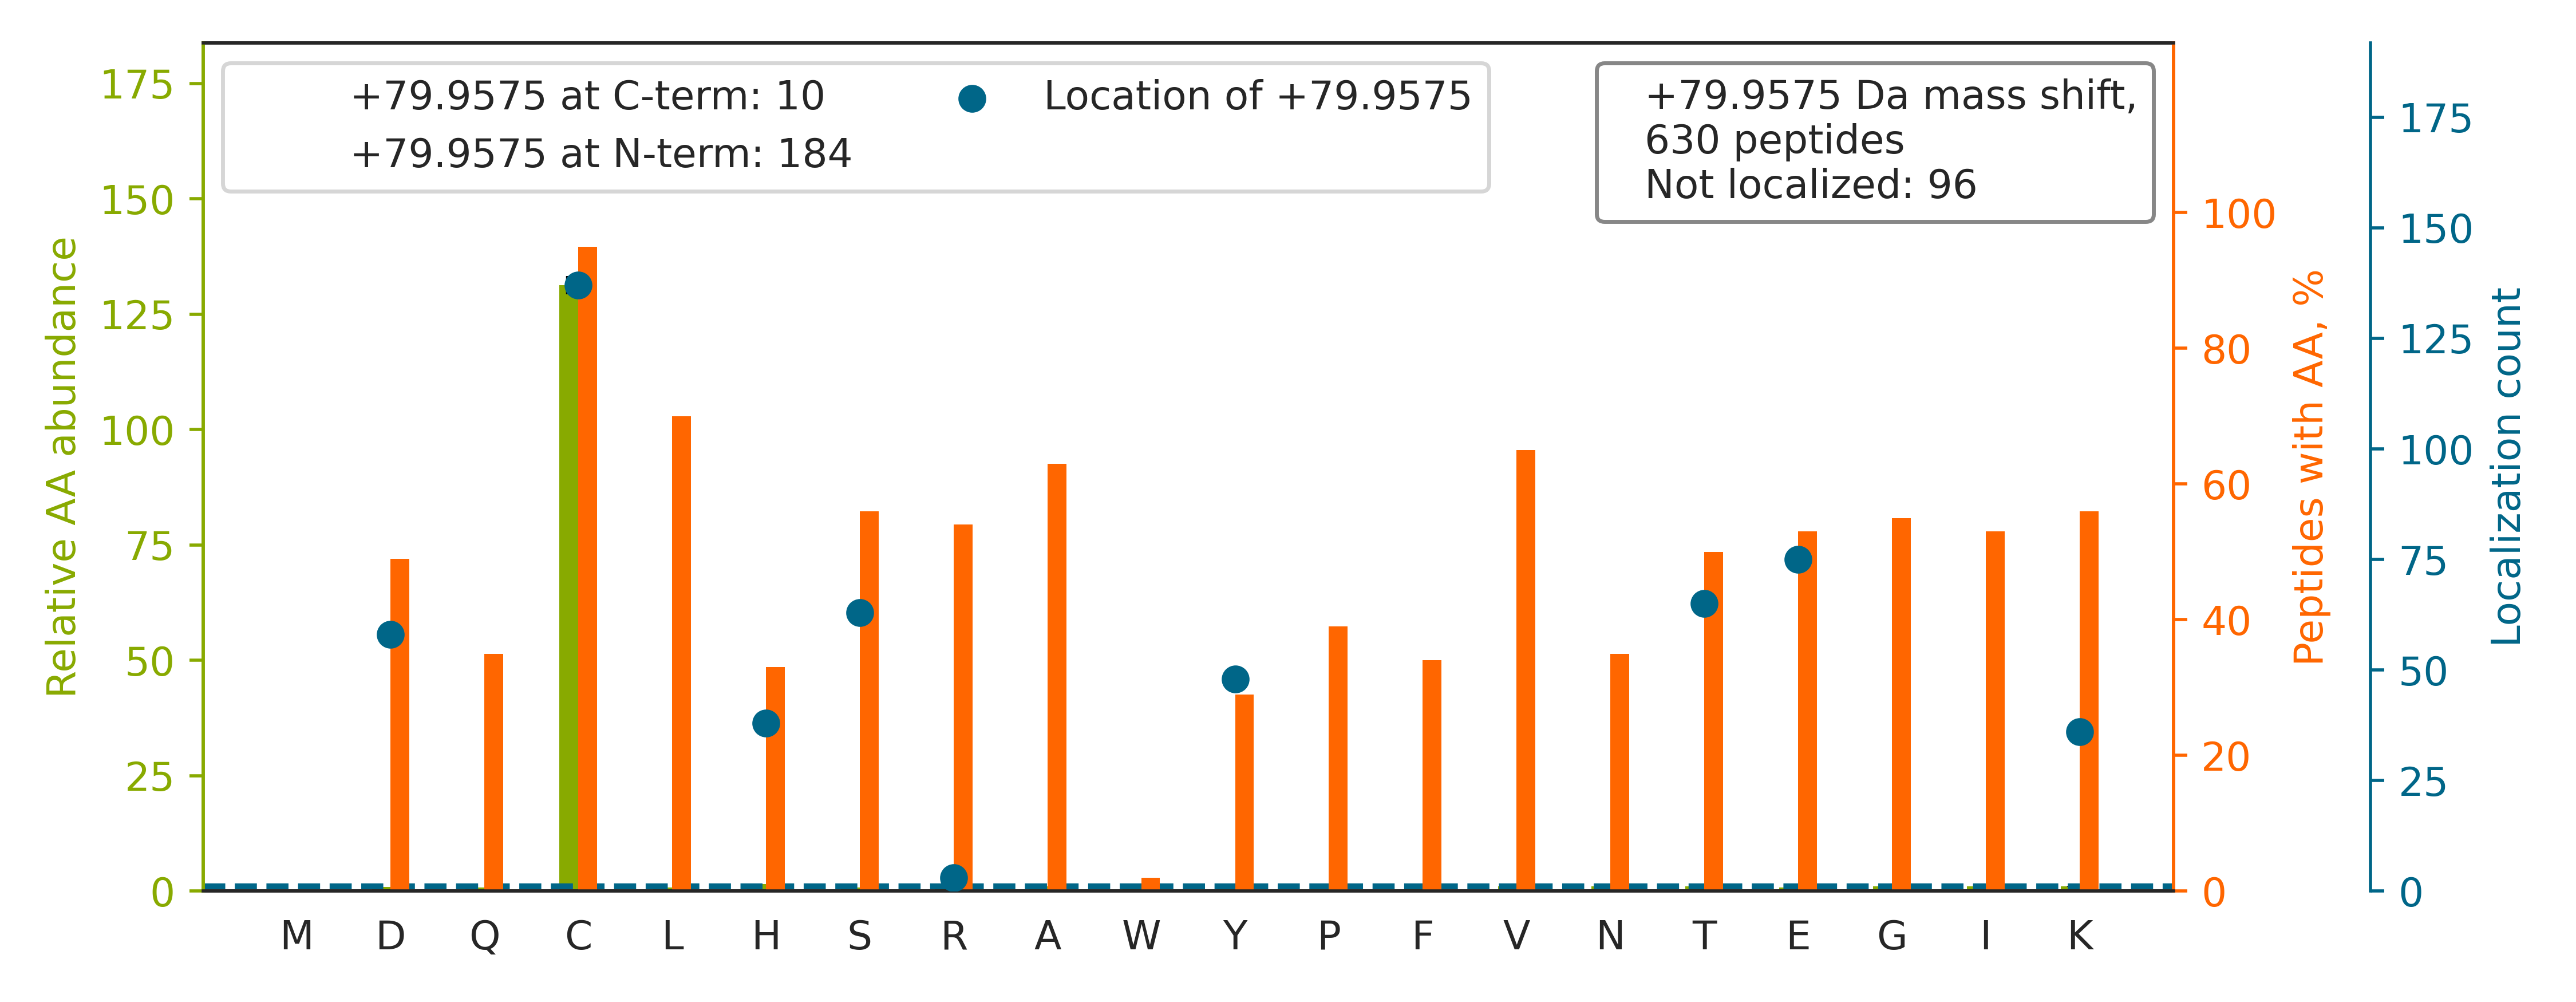 +79.9575 at C-term: 10
+79.9575 at N-term: 184
Location of +79.9575
+79.9575 Da mass shift,
630 peptides
Not localized: 96
Relative AA abundance
175
150
125
100
75
50
25
0
Peptides with AA, %
100
80
60
40
20
0
Localization count
175
150
125
100
75
50
25
0
M D Q C L H S R A W Y P F V N T E G I K